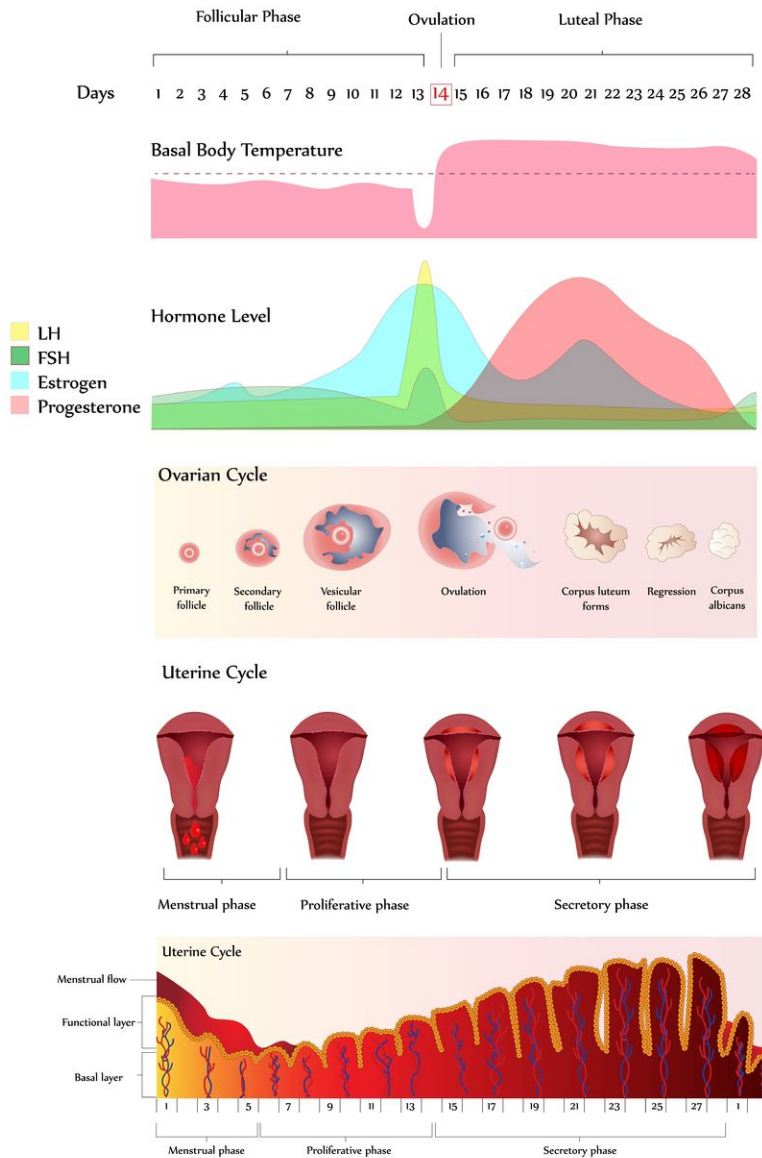 Follicular Phase
Ovulation
Luteal Phase
Days 1 2 3 4 5 6 7 8 9 10 11 12 13 14 15 16 17 18 19 20 21 22 23 24 25 26 27 28
Basal Body Temperature
Hormone Level
LH
FSH
Estrogen
Progesterone
Ovarian Cycle
Primary
follicle
Secondary
follicle
Vesicular
follicle
Ovulation
Corpus luteum
forms
Regression
Corpus
albicans
Uterine Cycle
Menstrual phase
Proliferative phase
Secretory phase
Uterine Cycle
Menstrual flow
Functional layer
Basal layer
1 3 5 7 9 11 13 15 17 19 21 23 25 27 1
Menstrual phase
Proliferative phase
Secretory phase